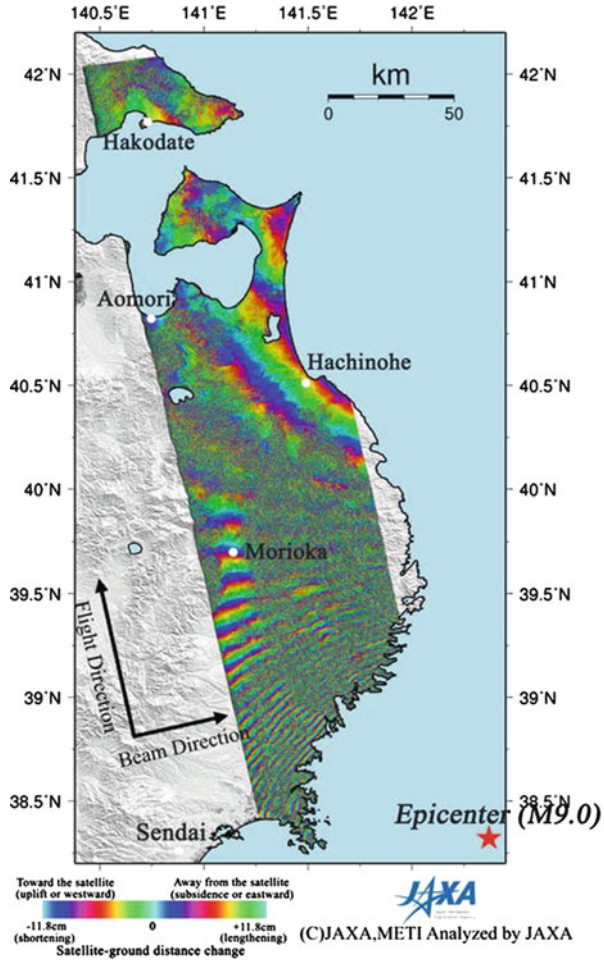 140.5°E 141°E 141.5°E 142°E
42°N 42°N
km
0 50
Hakodate
41.5°N 41.5°N
41°N 41°N
Aomori
Hachinohe
40.5°N 40.5°N
40°N 40°N
Morioka
39.5°N 39.5°N
Flight Direction
39°N 39°N
Beam Direction
38.5°N 38.5°N
Epicenter (M9.0)
Sendai
Toward the satellite Away from the satellite
(uplift or westward) (subsidence or eastward)
JAXA
-11.8cm 0 +11.8cm
(shortening) (lengthening)
(C)JAXA,METI Analyzed by JAXA
Satellite-ground distance change